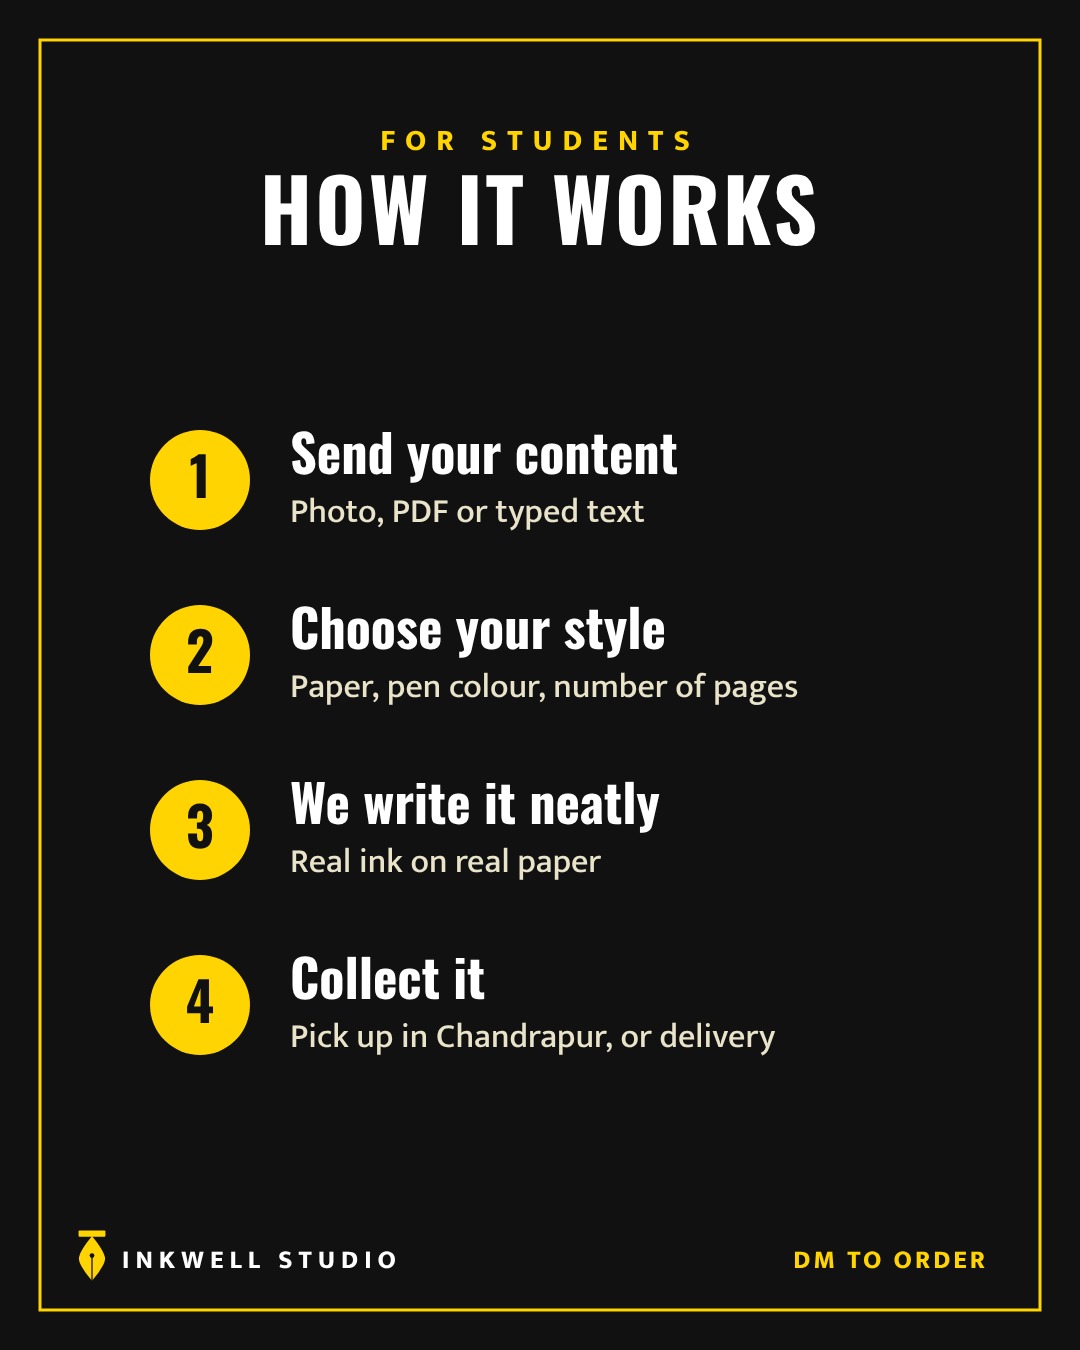 FOR STUDENTS
HOW IT WORKS
1
Send your content
Photo, PDF or typed text
2
Choose your style
Paper, pen colour, number of pages
3
We write it neatly
Real ink on real paper
4
Collect it
Pick up in Chandrapur, or delivery
INKWELL STUDIO
DM TO ORDER